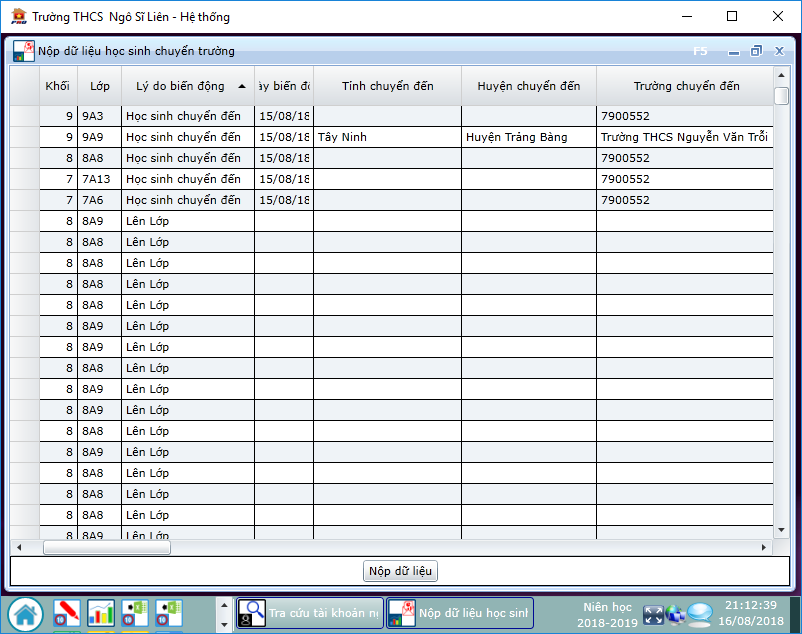 Trường THCS Ngô Sĩ Liên - Hệ thống
Nộp dữ liệu học sinh chuyển trường F5
Khối Lớp Lý do biến động ày biến độ Tỉnh chuyển đến Huyện chuyển đến Trường chuyển đến
9 9A3 Học sinh chuyển đến 15/08/18 7900552
9 9A9 Học sinh chuyển đến 15/08/18 Tây Ninh Huyện Trảng Bàng Trường THCS Nguyễn Văn Trỗi
8 8A8 Học sinh chuyển đến 15/08/18 7900552
7 7A13 Học sinh chuyển đến 15/08/18 7900552
7 7A6 Học sinh chuyển đến 15/08/18 7900552
8 8A9 Lên Lớp
8 8A8 Lên Lớp
8 8A8 Lên Lớp
8 8A8 Lên Lớp
8 8A8 Lên Lớp
8 8A9 Lên Lớp
8 8A9 Lên Lớp
8 8A8 Lên Lớp
8 8A9 Lên Lớp
8 8A9 Lên Lớp
8 8A8 Lên Lớp
8 8A9 Lên Lớp
8 8A8 Lên Lớp
8 8A8 Lên Lớp
8 8A8 Lên Lớp
8 8A9 Lên Lớp
Nộp dữ liệu
Tra cứu tài khoản ng
Nộp dữ liệu học sinh
Niên học
2018-2019
21:12:39
16/08/2018